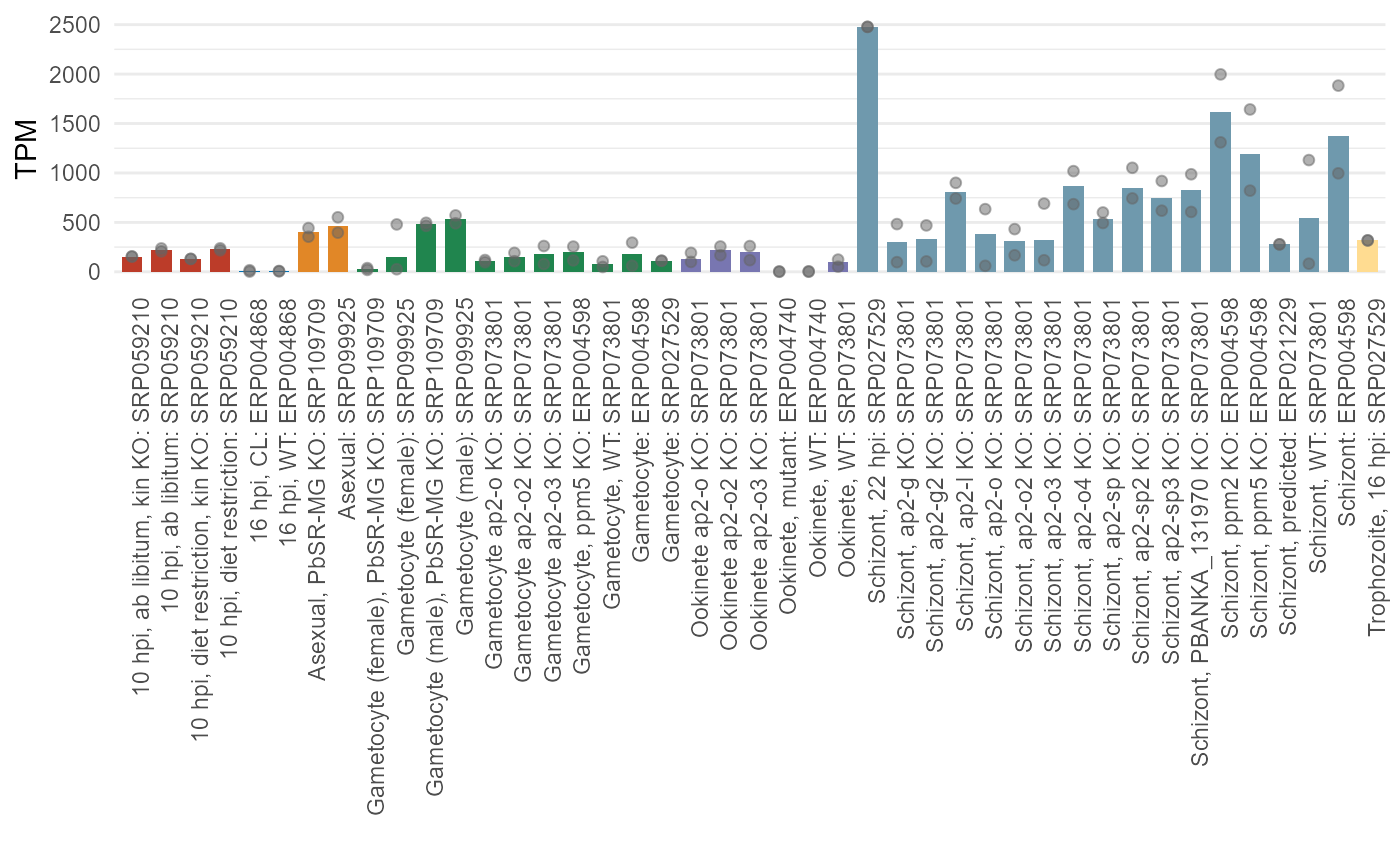 TPM
2500
2000
1500
1000
500
0
10 hpi, ab libitum, kin KO: SRP059210
10 hpi, ab libitum: SRP059210
10 hpi, diet restriction, kin KO: SRP059210
10 hpi, diet restriction: SRP059210
16 hpi, CL: ERP004868
16 hpi, WT: ERP004868
Asexual, PbSR-MG KO: SRP109709
Asexual: SRP099925
Gametocyte (female), PbSR-MG KO: SRP109709
Gametocyte (female): SRP099925
Gametocyte (male), PbSR-MG KO: SRP109709
Gametocyte (male): SRP099925
Gametocyte ap2-o KO: SRP073801
Gametocyte ap2-o2 KO: SRP073801
Gametocyte ap2-o3 KO: SRP073801
Gametocyte, ppm5 KO: ERP004598
Gametocyte, WT: SRP073801
Gametocyte: ERP004598
Gametocyte: SRP027529
Ookinete ap2-o KO: SRP073801
Ookinete ap2-o2 KO: SRP073801
Ookinete ap2-o3 KO: SRP073801
Ookinete, mutant: ERP004740
Ookinete, WT: ERP004740
Ookinete, WT: SRP073801
Schizont, 22 hpi: SRP027529
Schizont, ap2-g KO: SRP073801
Schizont, ap2-g2 KO: SRP073801
Schizont, ap2-l KO: SRP073801
Schizont, ap2-o KO: SRP073801
Schizont, ap2-o2 KO: SRP073801
Schizont, ap2-o3 KO: SRP073801
Schizont, ap2-o4 KO: SRP073801
Schizont, ap2-sp KO: SRP073801
Schizont, ap2-sp2 KO: SRP073801
Schizont, ap2-sp3 KO: SRP073801
Schizont, PBANKA_131970 KO: SRP073801
Schizont, ppm2 KO: ERP004598
Schizont, ppm5 KO: ERP004598
Schizont, predicted: ERP021229
Schizont, WT: SRP073801
Schizont: ERP004598
Trophozoite, 16 hpi: SRP027529